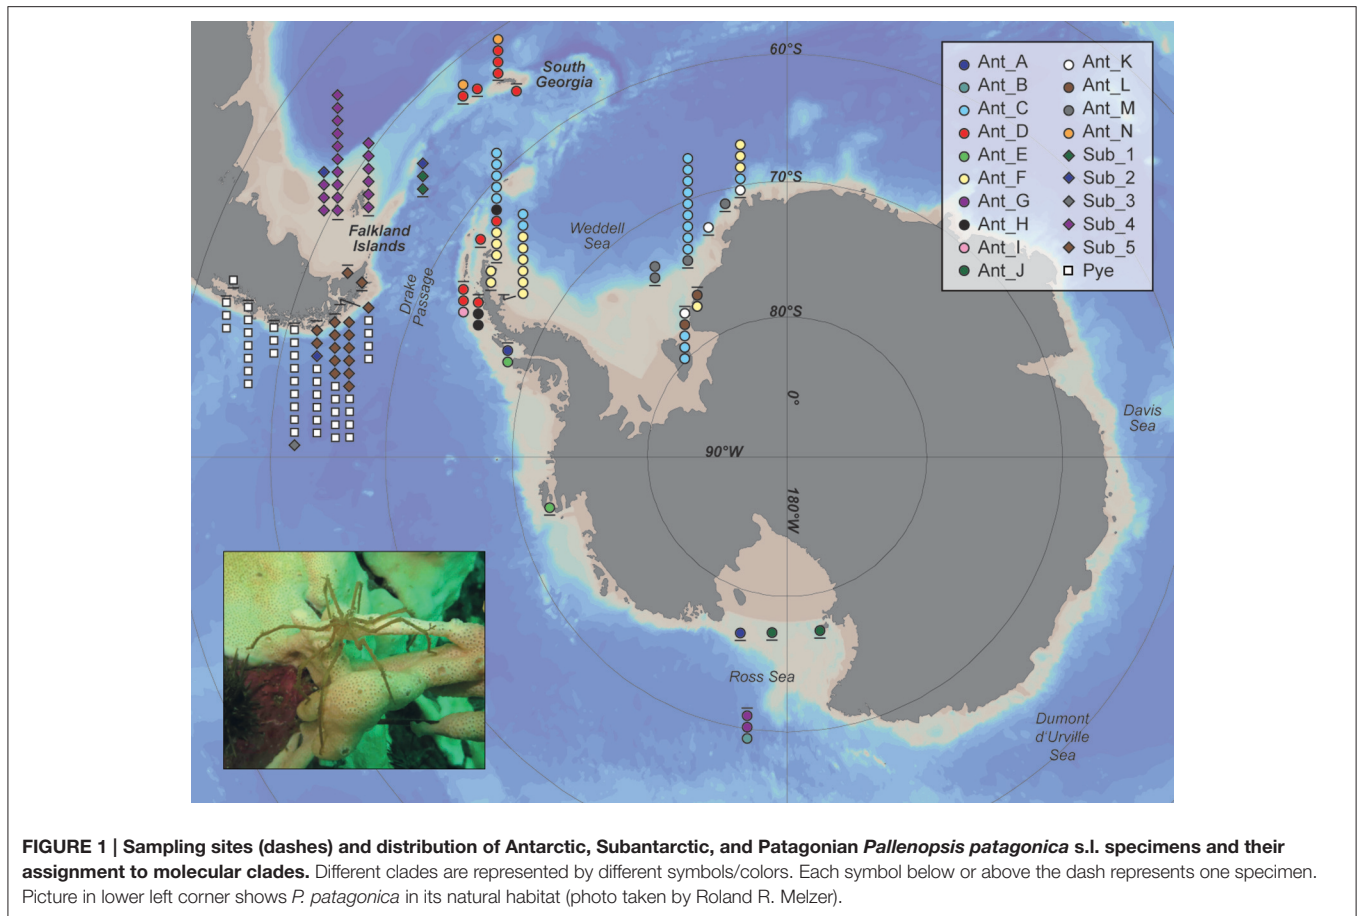 60°S
South
Georgia
Ant_A
Ant_B
Ant_C
Ant_D
Ant_E
Ant_F
Ant_G
Ant_H
Ant_I
Ant_J
Ant_K
Ant_L
Ant_M
Ant_N
Sub_1
Sub_2
Sub_3
Sub_4
Sub_5
Pye
70°S
Falkland
Islands
Weddell
Sea
Drake
Passage
80°S
0°
Davis
Sea
90°W
180°W
Ross Sea
Dumont
d'Urville
Sea
FIGURE 1 | Sampling sites (dashes) and distribution of Antarctic, Subantarctic, and Patagonian Pallenopsis patagonica s.l. specimens and their
assignment to molecular clades. Different clades are represented by different symbols/colors. Each symbol below or above the dash represents one specimen.
Picture in lower left corner shows P. patagonica in its natural habitat (photo taken by Roland R. Melzer).